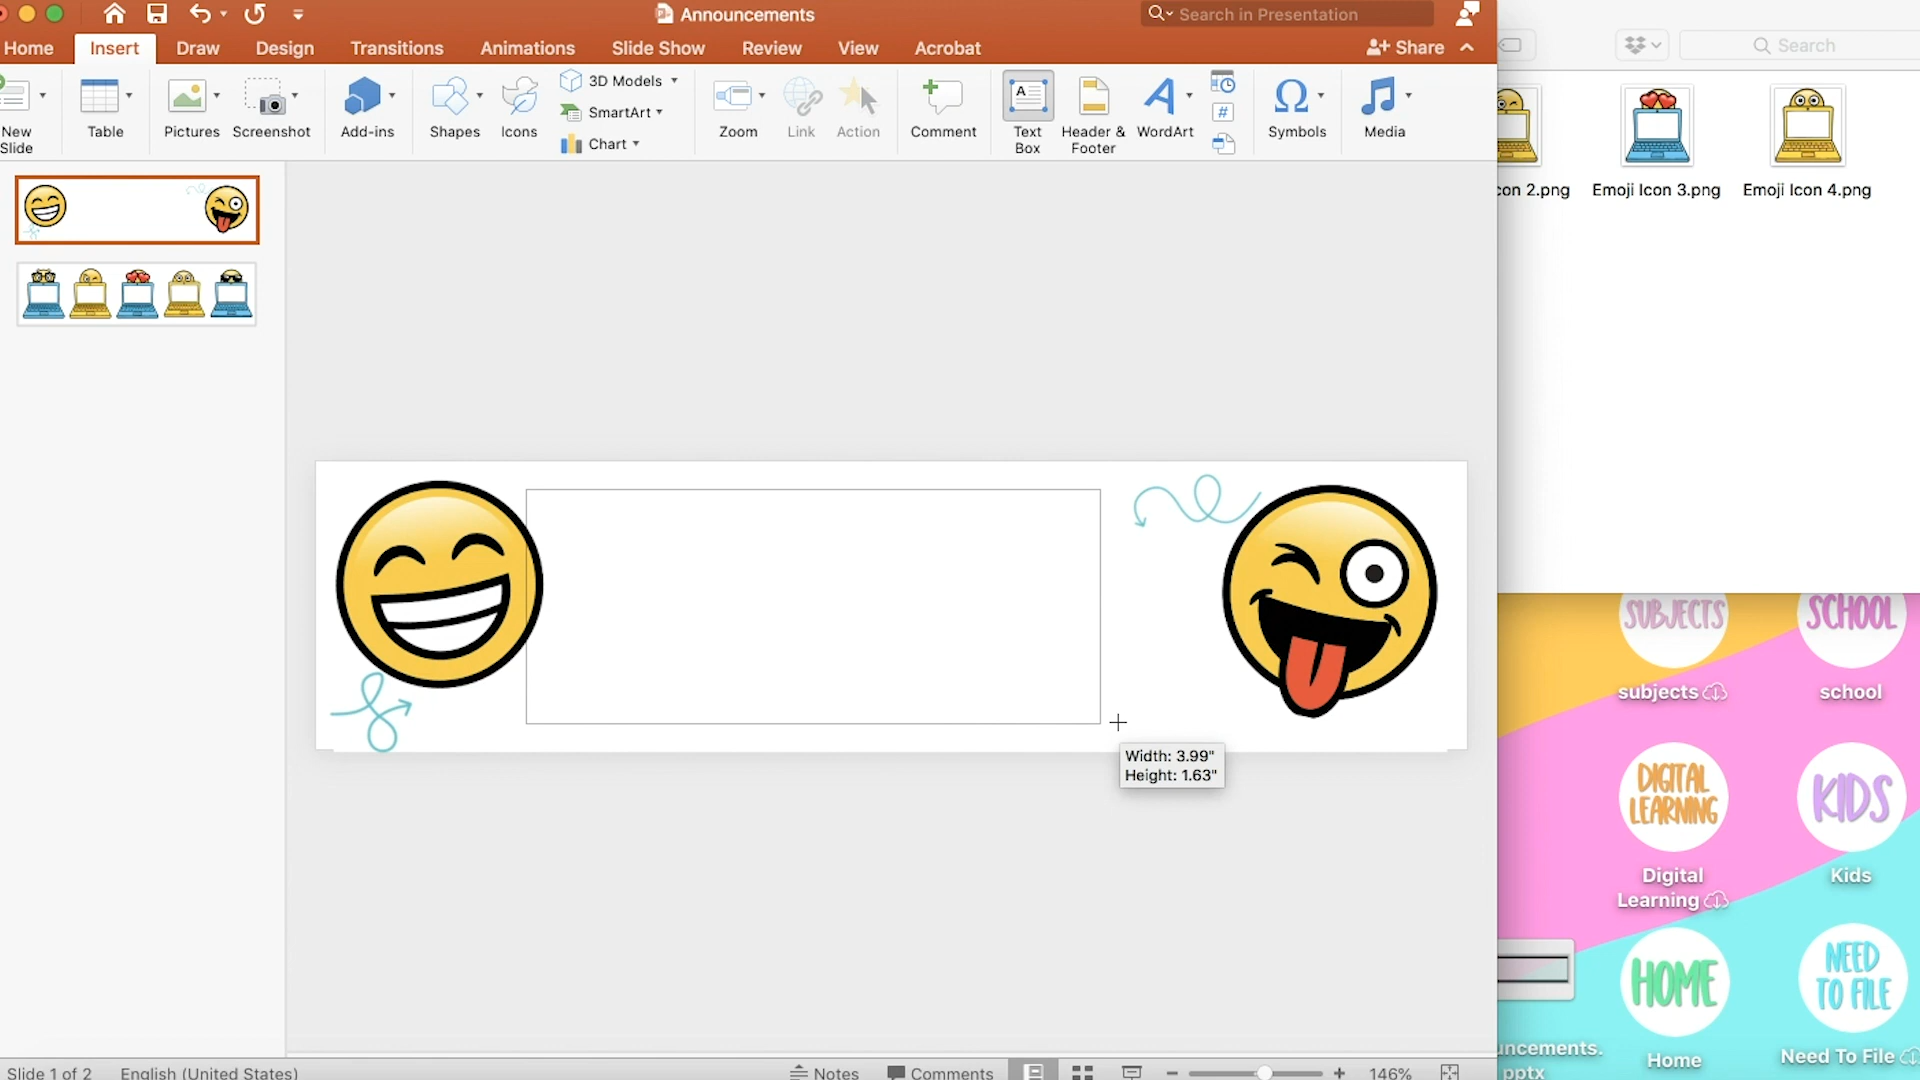 Announcements
Search in Presentation
Home
Insert
Draw
Design
Transitions
Animations
Slide Show
Review
View
Acrobat
Share
New
Slide
Table
Pictures
Screenshot
Add-ins
Shapes
Icons
3D Models
SmartArt
Chart
Zoom
Link
Action
Comment
A
Text
Box
Header &
Footer
WordArt
#
Symbols
Media
Search
con 2.png
Emoji Icon 3.png
Emoji Icon 4.png
Width: 3.99"
Height: 1.63"
SUBJECTS
subjects
SCHOOL
school
DIGITAL
LEARNING
Digital
Learning
KIDS
Kids
HOME
Home
NEED
TO FILE
Need To File
uncements.
pptx
Slide 1 of 2
English (United States)
Notes
Comments
146%